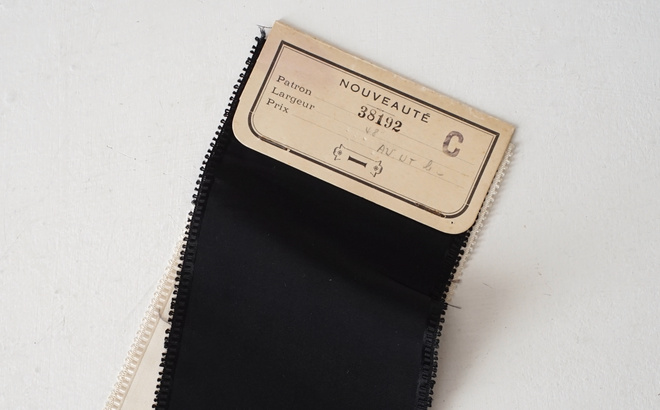 NOUVEAUTÉ
Patron 38192
Largeur
Prix
C